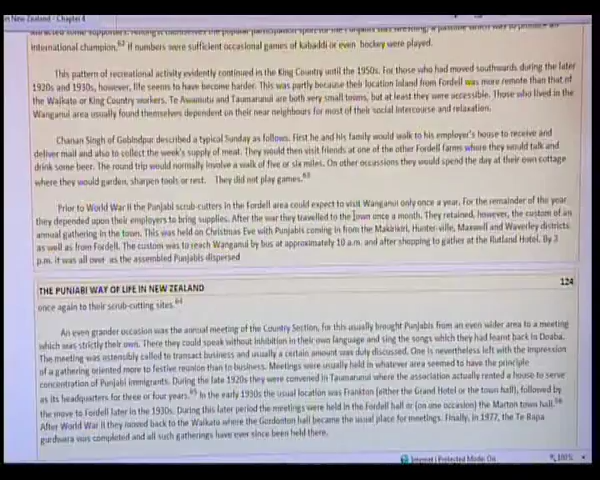 in New Zealand - Chapter 4
international champion.62 If numbers were sufficient occasional games of kabaddi or even hockey were played.
This pattern of recreational activity evidently continued in the King Country until the 1950s. For those who had moved southwards during the later
1920s and 1930s, however, life seems to have become harder. This was partly because their location inland from Fordell was more remote than that of
the Waikato or King Country workers. Te Awamutu and Taumarunui are both very small towns, but at least they were accessible. Those who lived in the
Wanganui area usually found themselves dependent on their near neighbours for most of their social intercourse and relaxation.
Chanan Singh of Gobindpur described a typical Sunday as follows. First he and his family would walk to his employer's house to receive and
deliver mail and also to collect the week's supply of meat. They would then visit friends at one of the other Fordell farms where they would talk and
drink some beer. The round trip would normally involve a walk of five or six miles. On other occassions they would spend the day at their own cottage
where they would garden, sharpen tools or rest. They did not play games.63
Prior to World War II the Punjabi scrub-cutters in the Fordell area could expect to visit Wanganui only once a year. For the remainder of the year
they depended upon their employers to bring supplies. After the war they travelled to the town once a month. They retained, however, the custom of an
annual gathering in the town. This was held on Christmas Eve with Punjabis coming in from the Makirikiri, Hunter-ville, Maxwell and Waverley districts
as well as from Fordell. The custom was to reach Wanganui by bus at approximately 10 a.m. and after shopping to gather at the Rutland Hotel. By 3
p.m. it was all over as the assembled Punjabis dispersed
THE PUNJABI WAY OF LIFE IN NEW ZEALAND 124
once again to their scrub-cutting sites.64
An even grander occasion was the annual meeting of the Country Section, for this usually brought Punjabis from an even wider area to a meeting
which was strictly their own. There they could speak without inhibition in their own language and sing the songs which they had learnt back in Doaba.
The meeting was ostensibly called to transact business and usually a certain amount was duly discussed. One is nevertheless left with the impression
of a gathering oriented more to festive reunion than to business. Meetings were usually held in whatever area seemed to have the principle
concentration of Punjabi immigrants. During the late 1920s they were convened in Taumarunui where the association actually rented a house to serve
as its headquarters for three or four years.65 In the early 1930s the usual location was Frankton (either the Grand Hotel or the town hall), followed by
the move to Fordell later in the 1930s. During this later period the meetings were held in the Fordell hall or (on one occasion) the Marton town hall.66
After World War II they moved back to the Waikato where the Gordonton hall became the usual place for meetings. Finally, in 1977, the Te Rapa
gurdwara was completed and all such gatherings have ever since been held there.
Internet | Protected Mode: On 100%